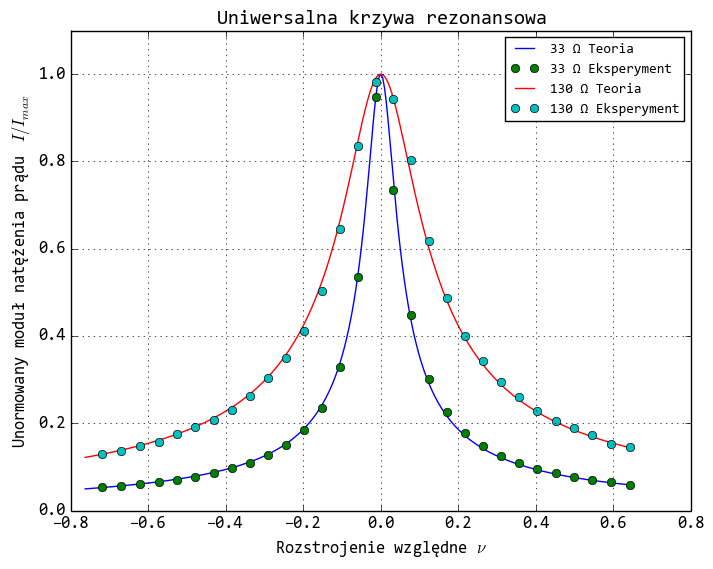 Uniwersalna krzywa rezonansowa
33 Ω Teoria
33 Ω Eksperyment
130 Ω Teoria
130 Ω Eksperyment
Unormowany moduł natężenia prądu I/I_max
1.0
0.8
0.6
0.4
0.2
0.0
−0.8 −0.6 −0.4 −0.2 0.0 0.2 0.4 0.6 0.8
Rozstrojenie względne ν